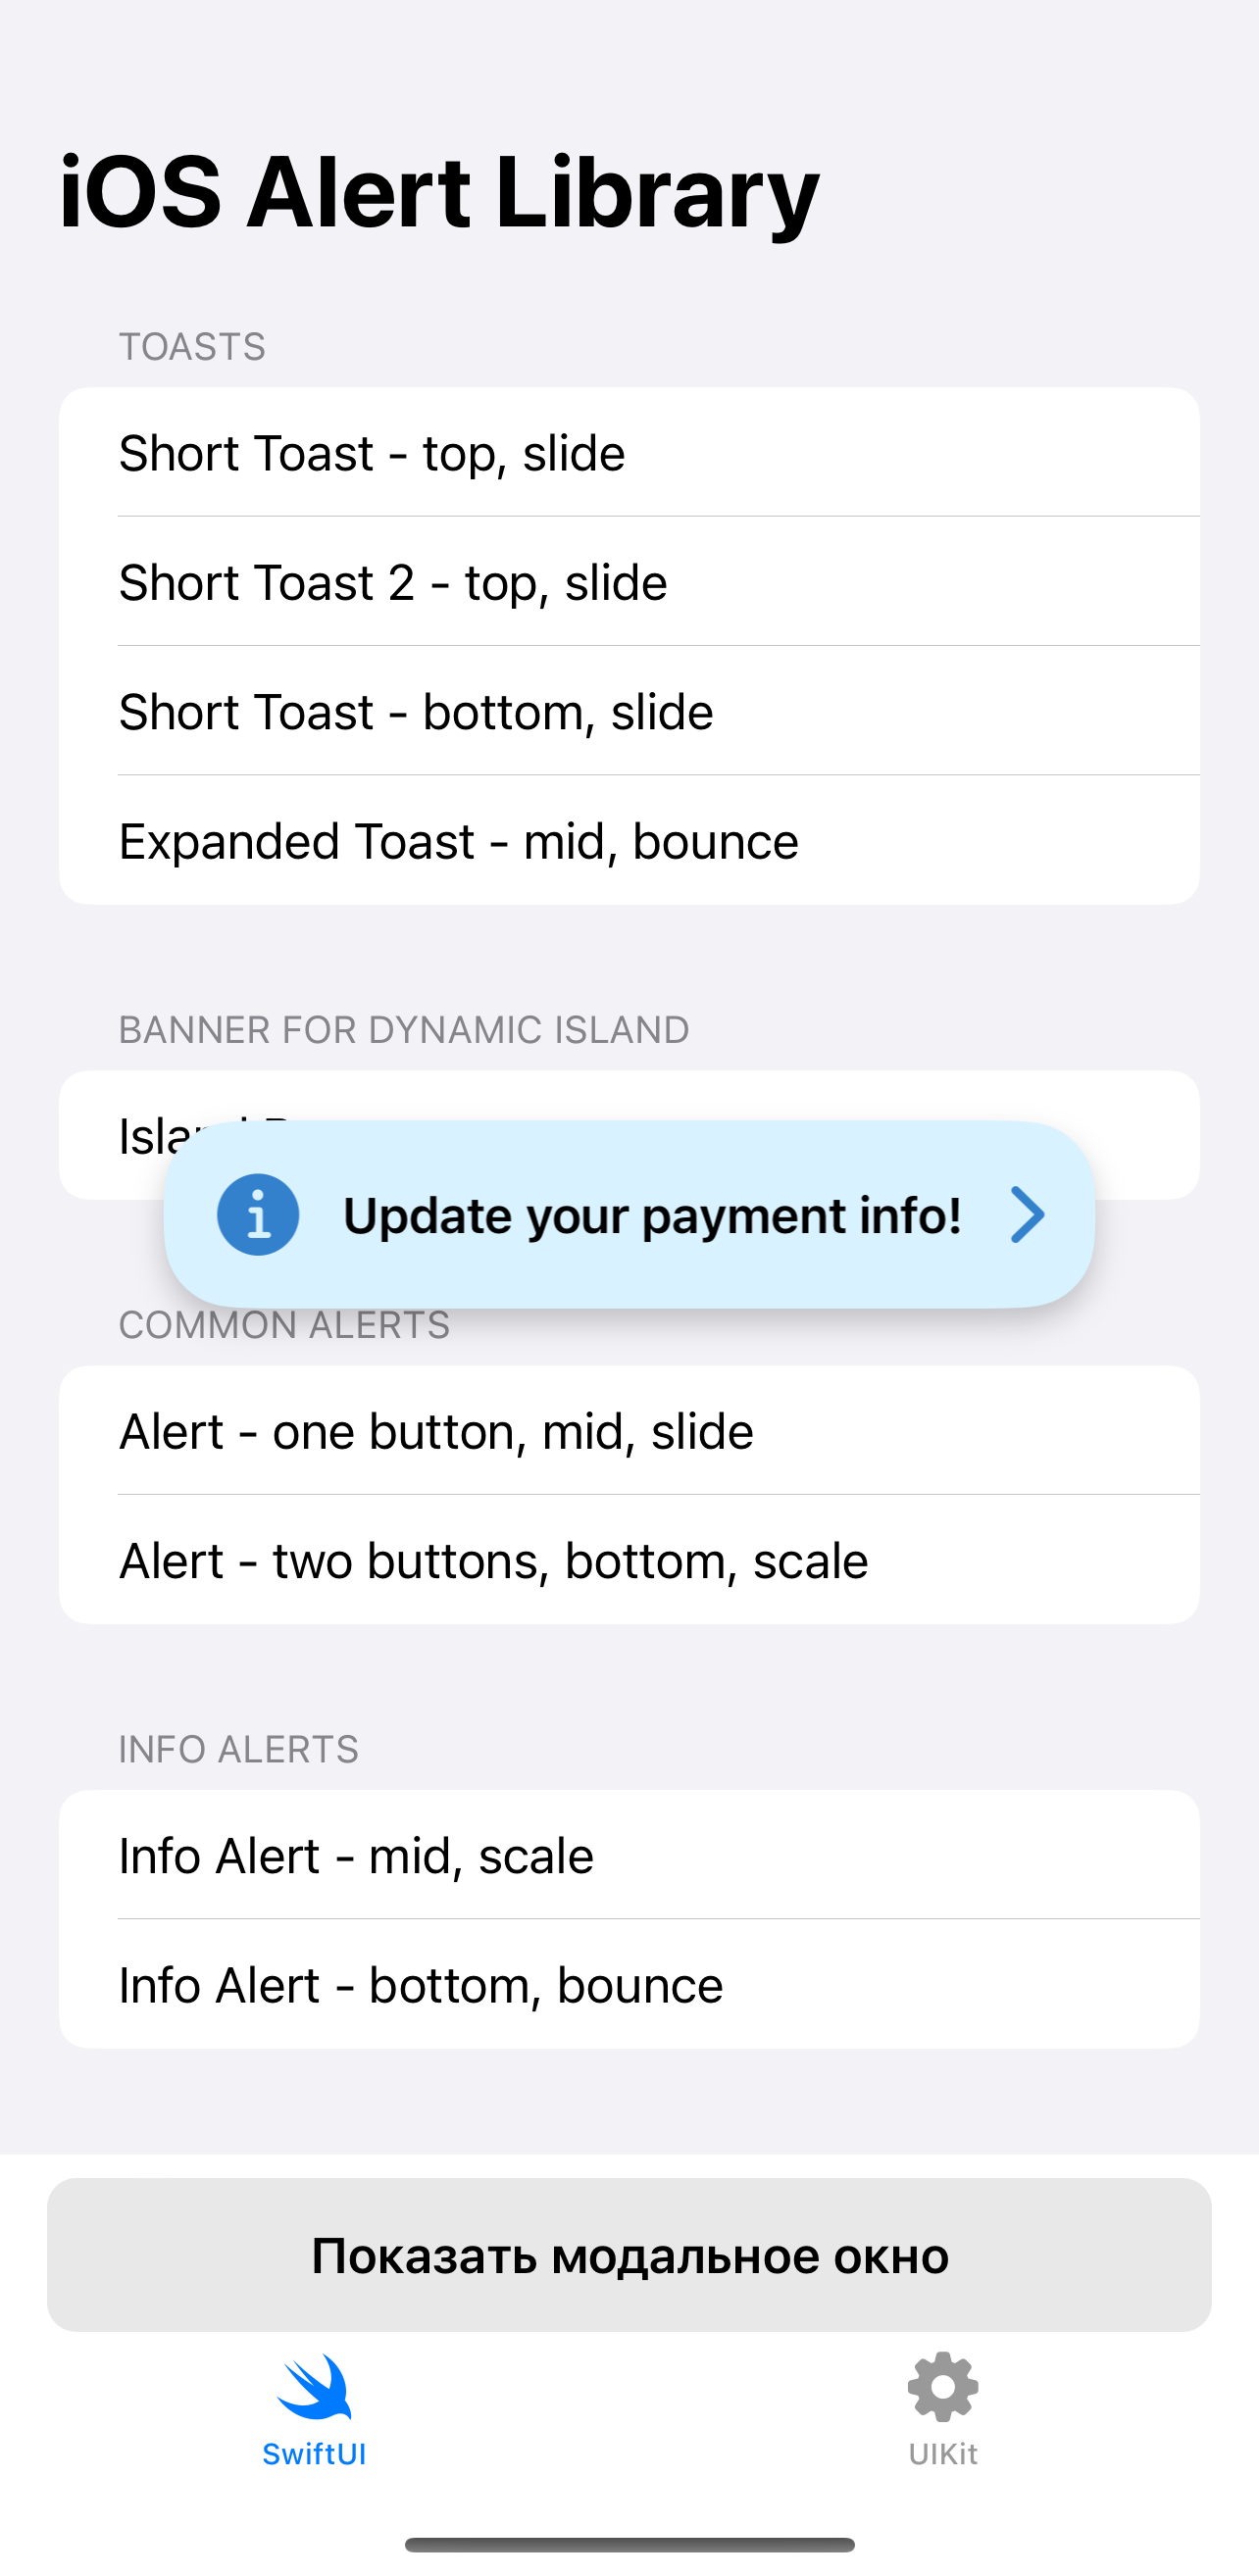 iOS Alert Library
TOASTS
Short Toast - top, slide
Short Toast 2 - top, slide
Short Toast - bottom, slide
Expanded Toast - mid, bounce
BANNER FOR DYNAMIC ISLAND
Update your payment info!
COMMON ALERTS
Alert - one button, mid, slide
Alert - two buttons, bottom, scale
INFO ALERTS
Info Alert - mid, scale
Info Alert - bottom, bounce
Показать модальное окно
SwiftUI
UIKit